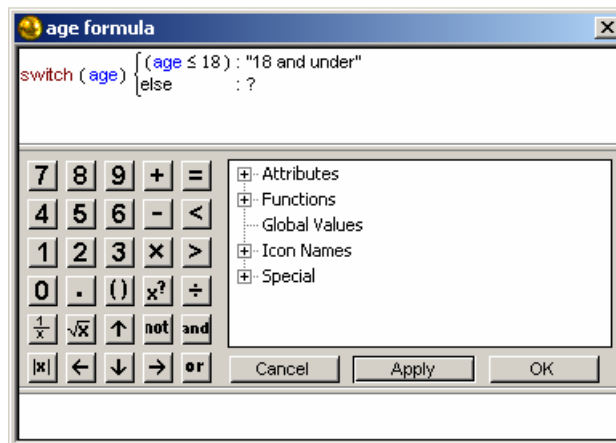 age formula
switch (age) { (age ≤ 18) : "18 and under"
else : ?
7 8 9 + =
4 5 6 - <
1 2 3 × >
0 . () x? ÷
1/x √x ↑ not and
|x| ← ↓ → or
Attributes
Functions
Global Values
Icon Names
Special
Cancel Apply OK